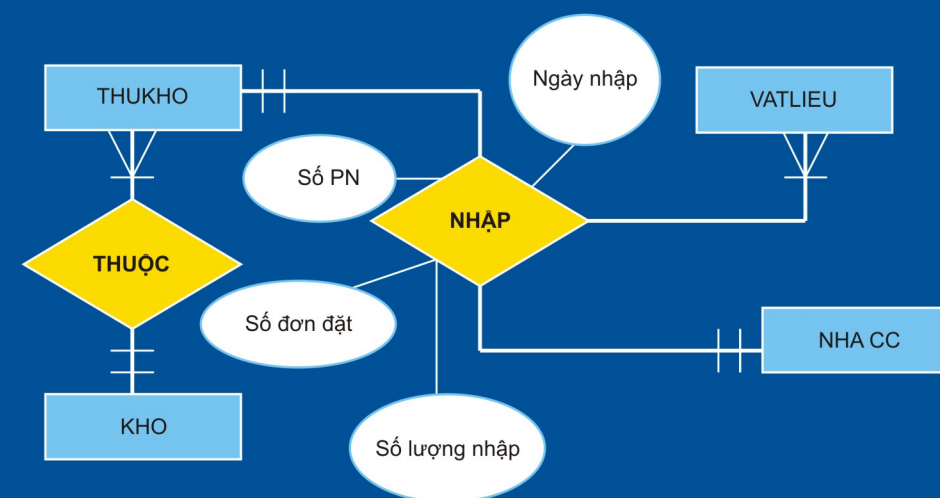 Ngày nhập
THUKHO
VATLIEU
Số PN
NHẬP
THUỘC
Số đơn đặt
NHA CC
KHO
Số lượng nhập